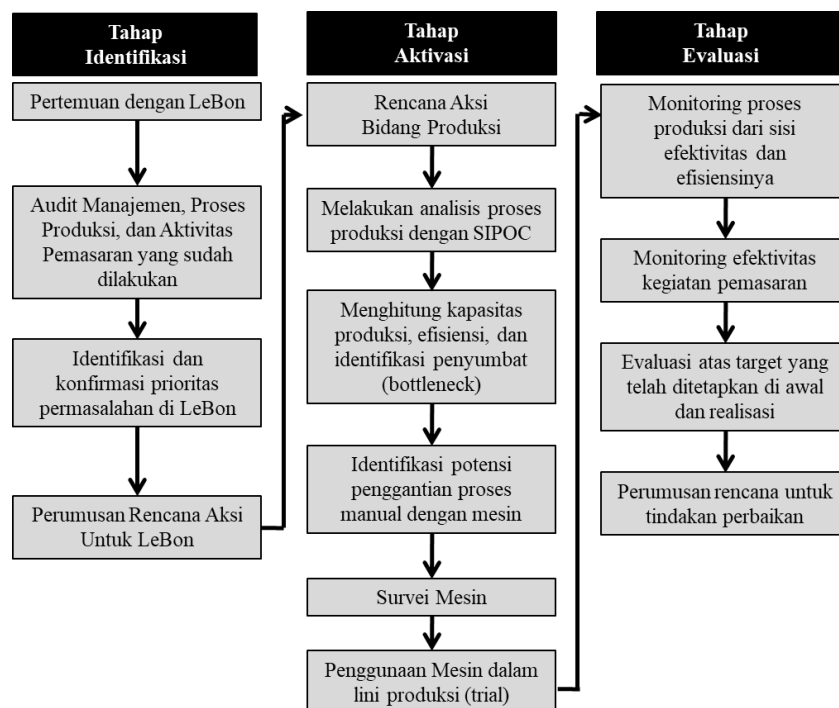 Tahap
Identifikasi
Pertemuan dengan LeBon
Audit Manajemen, Proses
Produksi, dan Aktivitas
Pemasaran yang sudah
dilakukan
Identifikasi dan
konfirmasi prioritas
permasalahan di LeBon
Perumusan Rencana Aksi
Untuk LeBon
Tahap
Aktivasi
Rencana Aksi
Bidang Produksi
Melakukan analisis proses
produksi dengan SIPOC
Menghitung kapasitas
produksi, efisiensi, dan
identifikasi penyumbat
(bottleneck)
Identifikasi potensi
penggantian proses
manual dengan mesin
Survei Mesin
Penggunaan Mesin dalam
lini produksi (trial)
Tahap
Evaluasi
Monitoring proses
produksi dari sisi
efektivitas dan
efisiensinya
Monitoring efektivitas
kegiatan pemasaran
Evaluasi atas target yang
telah ditetapkan di awal
dan realisasi
Perumusan rencana untuk
tindakan perbaikan